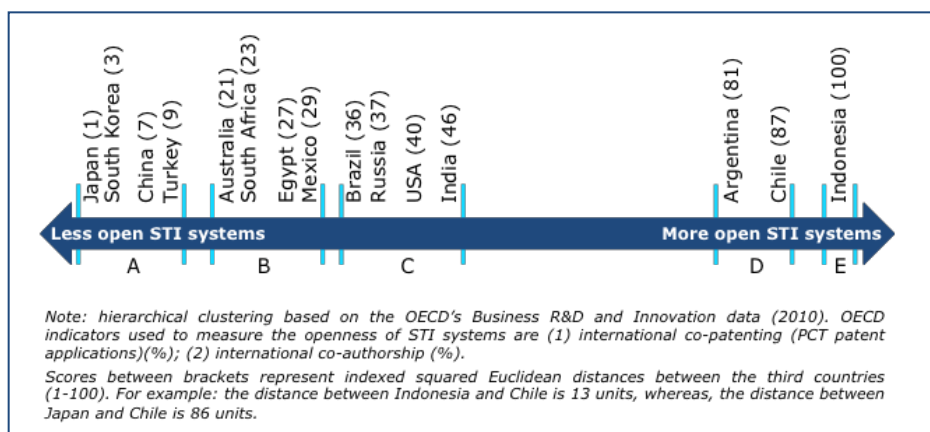 Japan (1)
South Korea (3)
China (7)
Turkey (9)
Australia (21)
South Africa (23)
Egypt (27)
Mexico (29)
Brazil (36)
Russia (37)
USA (40)
India (46)
Argentina (81)
Chile (87)
Indonesia (100)
Less open STI systems
More open STI systems
A
B
C
D
E
Note: hierarchical clustering based on the OECD's Business R&D and Innovation data (2010). OECD
indicators used to measure the openness of STI systems are (1) international co-patenting (PCT patent
applications)(%); (2) international co-authorship (%).
Scores between brackets represent indexed squared Euclidean distances between the third countries
(1-100). For example: the distance between Indonesia and Chile is 13 units, whereas, the distance between
Japan and Chile is 86 units.